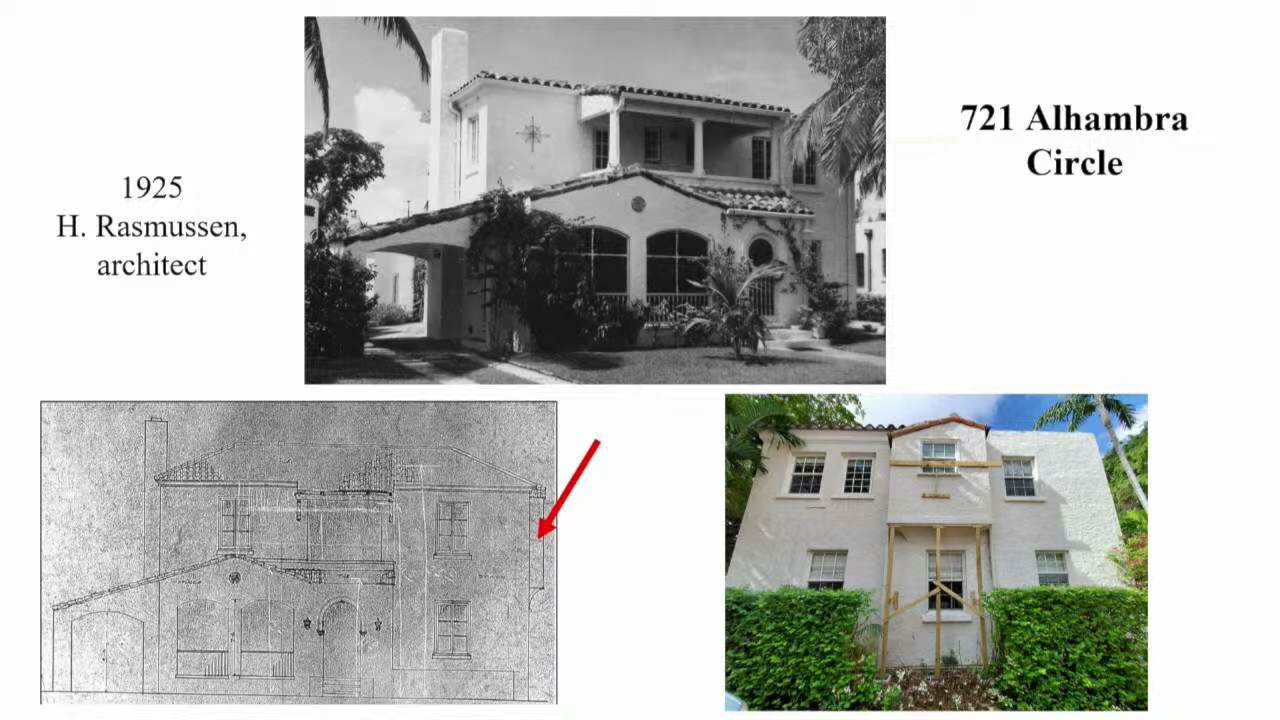 721 Alhambra
Circle
1925
H. Rasmussen,
architect